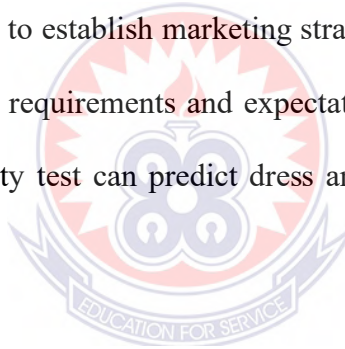 to establish marketing stra
requirements and expectat
ty test can predict dress an
EDUCATION FOR SERVICE